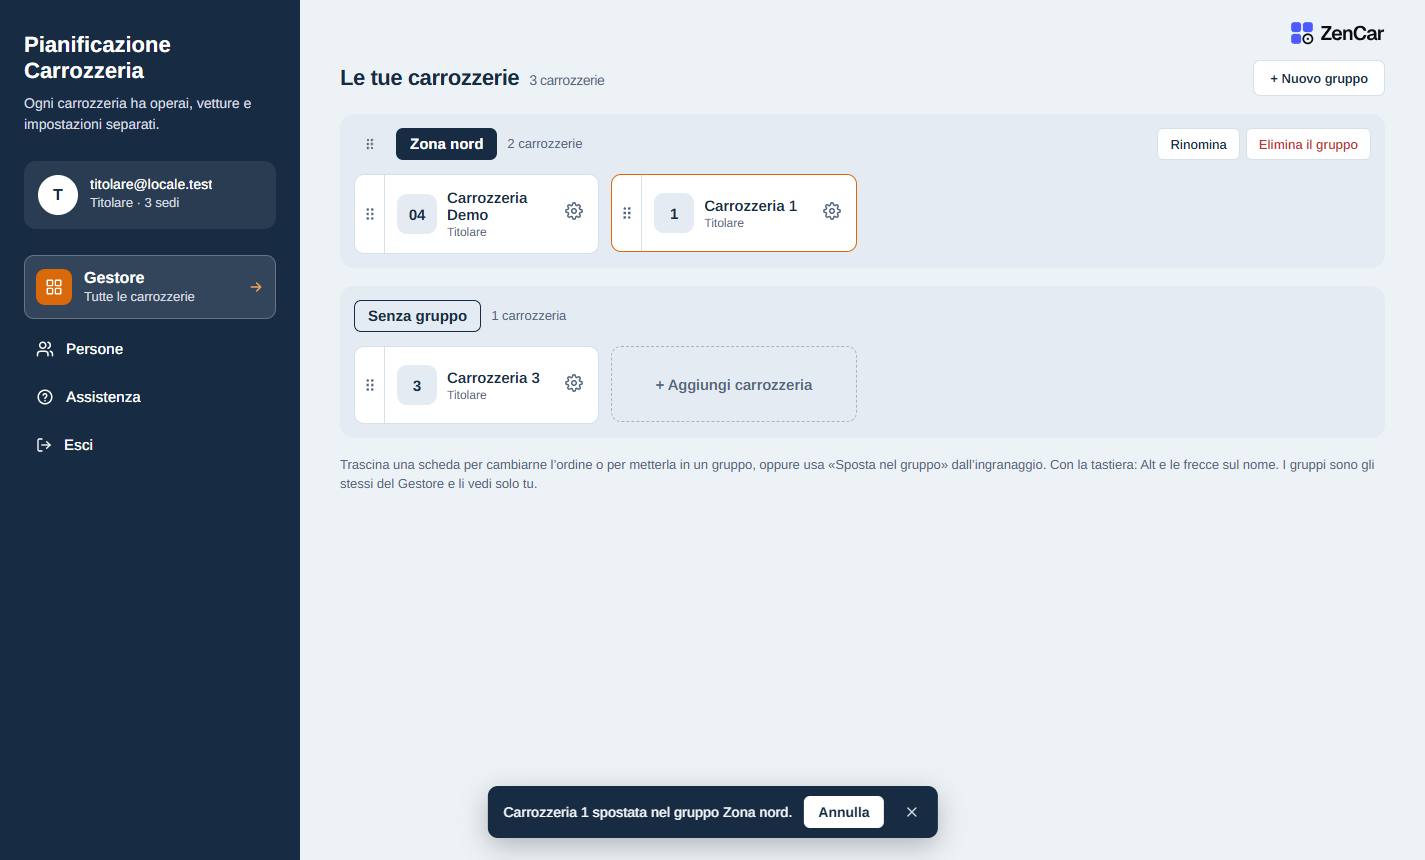 Pianificazione
Carrozzeria
Ogni carrozzeria ha operai, vetture e
impostazioni separati.
T
titolare@locale.test
Titolare · 3 sedi
Gestore
Tutte le carrozzerie
Persone
Assistenza
Esci
ZenCar
Le tue carrozzerie 3 carrozzerie
+ Nuovo gruppo
Zona nord 2 carrozzerie
Rinomina
Elimina il gruppo
04
Carrozzeria
Demo
Titolare
1
Carrozzeria 1
Titolare
Senza gruppo 1 carrozzeria
3
Carrozzeria 3
Titolare
+ Aggiungi carrozzeria
Trascina una scheda per cambiarne l’ordine o per metterla in un gruppo, oppure usa «Sposta nel gruppo» dall’ingranaggio. Con la tastiera: Alt e le frecce sul nome. I gruppi sono gli
stessi del Gestore e li vedi solo tu.
Carrozzeria 1 spostata nel gruppo Zona nord.
Annulla